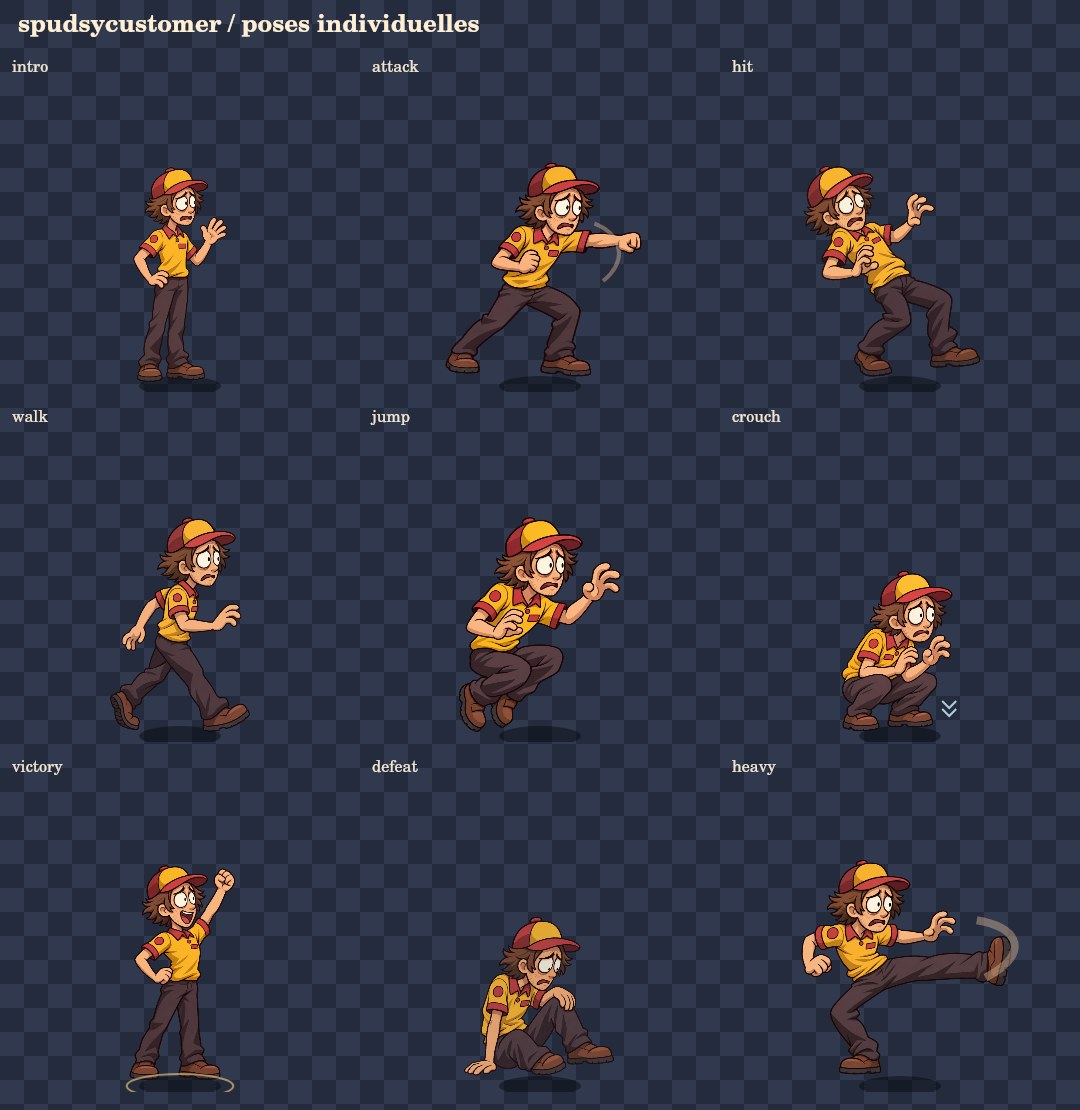 spudsycustomer / poses individuelles
intro
attack
hit
walk
jump
crouch
victory
defeat
heavy